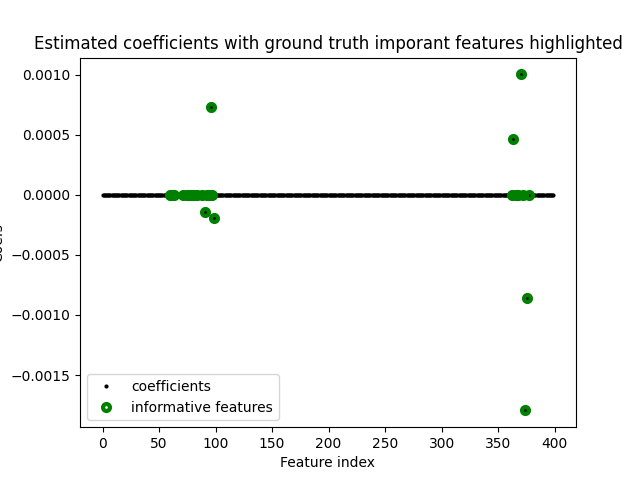 Estimated coefficients with ground truth imporant features highlighted
0.0010
0.0005
0.0000
−0.0005
−0.0010
−0.0015
coefficients
informative features
0 50 100 150 200 250 300 350 400
Feature index